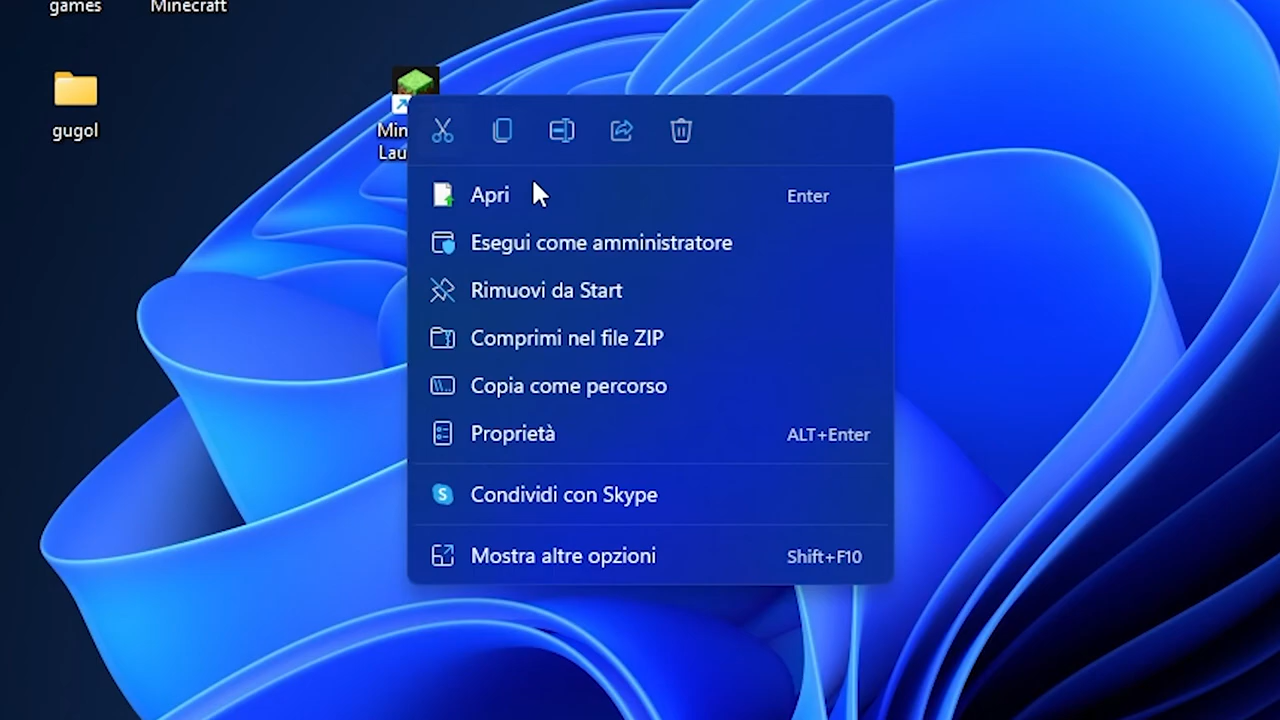 games
Minecraft
gugol
Min
Lau
Apri
Enter
Esegui come amministratore
Rimuovi da Start
Comprimi nel file ZIP
Copia come percorso
Proprietà
ALT+Enter
Condividi con Skype
Mostra altre opzioni
Shift+F10